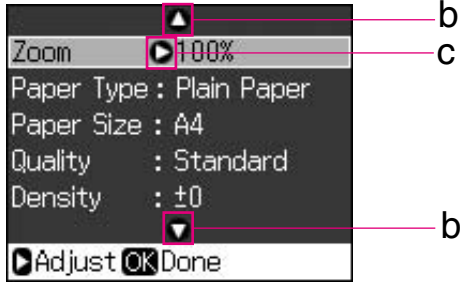 b
Zoom 100%
c
Paper Type : Plain Paper
Paper Size : A4
Quality : Standard
Density : ±0
b
Adjust OK Done